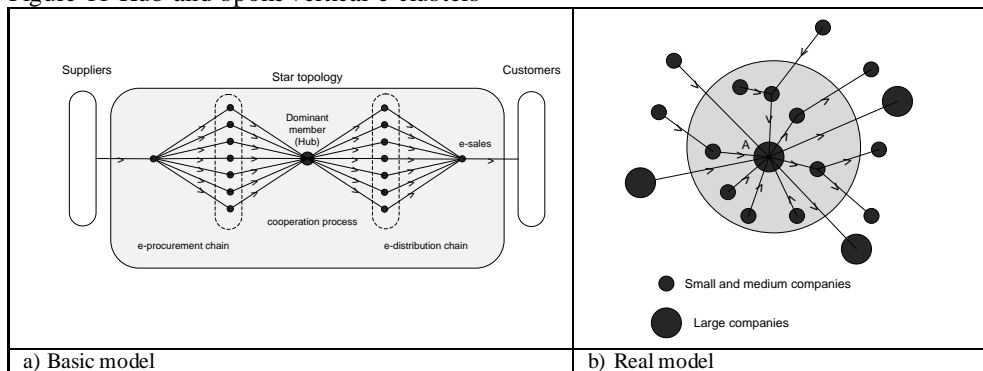 Figure 11 Hub-and-spoke vertical e-clusters
Suppliers
Star topology
Customers
Dominant
member
(Hub)
e-sales
cooperation process
e-procurement chain
e-distribution chain
a) Basic model
A
Small and medium companies
Large companies
b) Real model